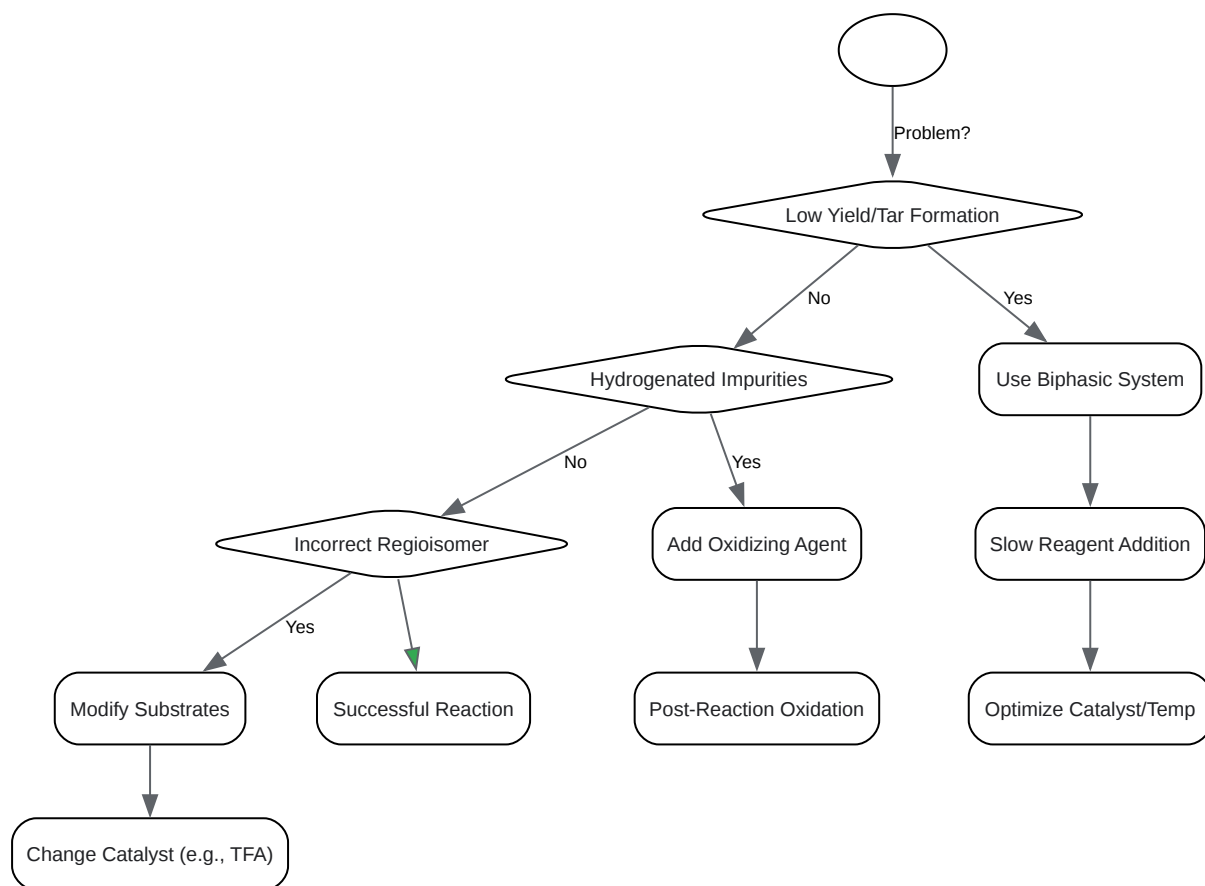 Problem?
Low Yield/Tar Formation
No
Yes
Hydrogenated Impurities
Use Biphasic System
No
Yes
Incorrect Regioisomer
Add Oxidizing Agent
Slow Reagent Addition
Yes
Modify Substrates
Successful Reaction
Post-Reaction Oxidation
Optimize Catalyst/Temp
Change Catalyst (e.g., TFA)